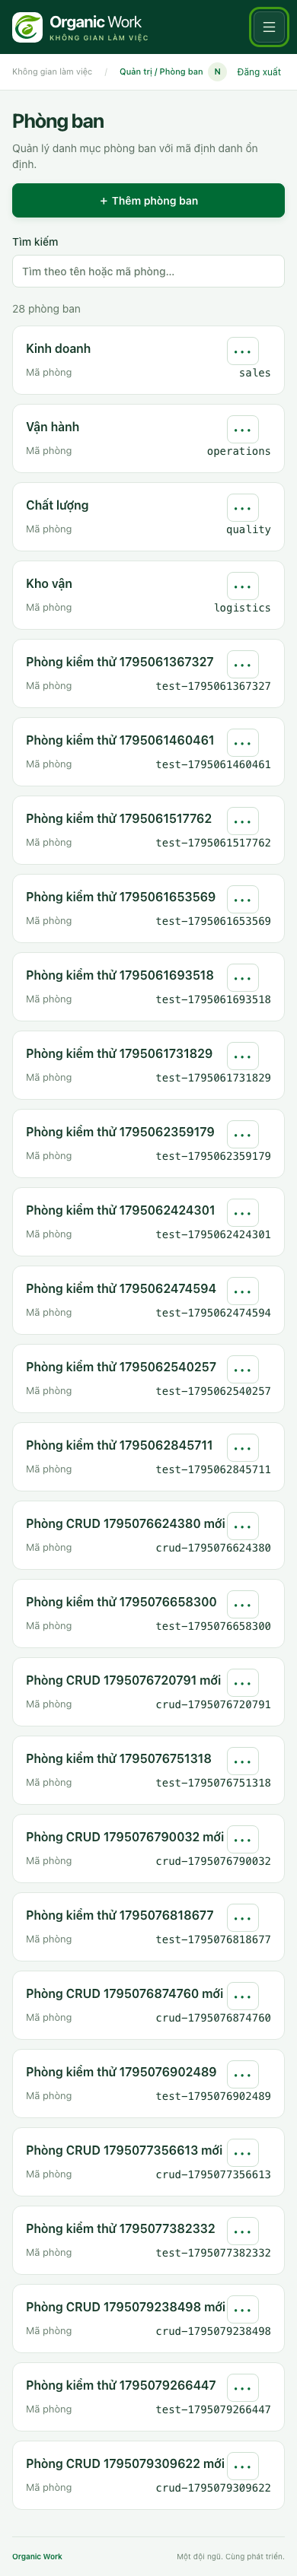 Organic Work
KHÔNG GIAN LÀM VIỆC
Không gian làm việc / Quản trị / Phòng ban N Đăng xuất
Phòng ban
Quản lý danh mục phòng ban với mã định danh ổn
định.
+ Thêm phòng ban
Tìm kiếm
Tìm theo tên hoặc mã phòng...
28 phòng ban
Kinh doanh ...
Mã phòng sales
Vận hành ...
Mã phòng operations
Chất lượng ...
Mã phòng quality
Kho vận ...
Mã phòng logistics
Phòng kiểm thử 1795061367327 ...
Mã phòng test-1795061367327
Phòng kiểm thử 1795061460461 ...
Mã phòng test-1795061460461
Phòng kiểm thử 1795061517762 ...
Mã phòng test-1795061517762
Phòng kiểm thử 1795061653569 ...
Mã phòng test-1795061653569
Phòng kiểm thử 1795061693518 ...
Mã phòng test-1795061693518
Phòng kiểm thử 1795061731829 ...
Mã phòng test-1795061731829
Phòng kiểm thử 1795062359179 ...
Mã phòng test-1795062359179
Phòng kiểm thử 1795062424301 ...
Mã phòng test-1795062424301
Phòng kiểm thử 1795062474594 ...
Mã phòng test-1795062474594
Phòng kiểm thử 1795062540257 ...
Mã phòng test-1795062540257
Phòng kiểm thử 1795062845711 ...
Mã phòng test-1795062845711
Phòng CRUD 1795076624380 mới ...
Mã phòng crud-1795076624380
Phòng kiểm thử 1795076658300 ...
Mã phòng test-1795076658300
Phòng CRUD 1795076720791 mới ...
Mã phòng crud-1795076720791
Phòng kiểm thử 1795076751318 ...
Mã phòng test-1795076751318
Phòng CRUD 1795076790032 mới ...
Mã phòng crud-1795076790032
Phòng kiểm thử 1795076818677 ...
Mã phòng test-1795076818677
Phòng CRUD 1795076874760 mới ...
Mã phòng crud-1795076874760
Phòng kiểm thử 1795076902489 ...
Mã phòng test-1795076902489
Phòng CRUD 1795077356613 mới ...
Mã phòng crud-1795077356613
Phòng kiểm thử 1795077382332 ...
Mã phòng test-1795077382332
Phòng CRUD 1795079238498 mới ...
Mã phòng crud-1795079238498
Phòng kiểm thử 1795079266447 ...
Mã phòng test-1795079266447
Phòng CRUD 1795079309622 mới ...
Mã phòng crud-1795079309622
Organic Work Một đội ngũ. Cùng phát triển.